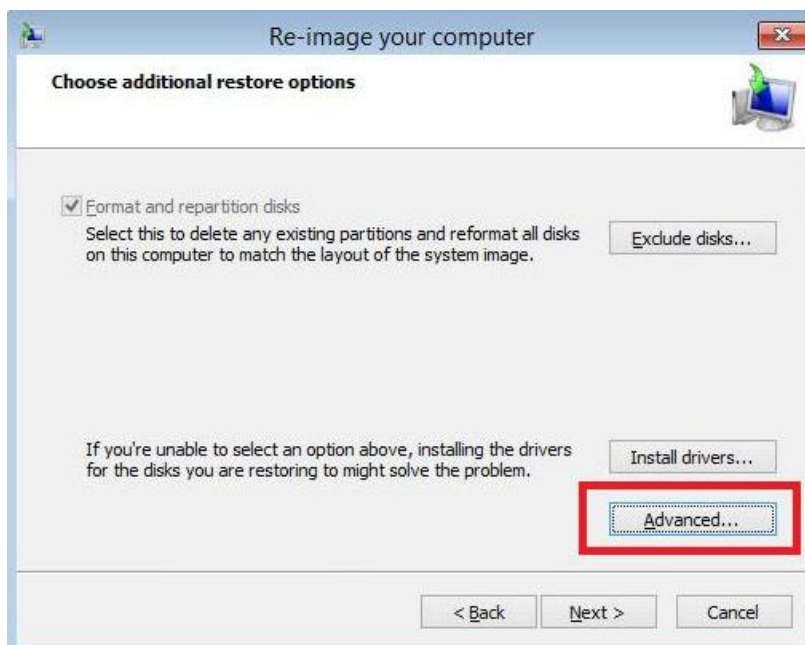 Re-image your computer
Choose additional restore options
Format and repartition disks
Select this to delete any existing partitions and reformat all disks
on this computer to match the layout of the system image.
Exclude disks...
If you're unable to select an option above, installing the drivers
for the disks you are restoring to might solve the problem.
Install drivers...
Advanced...
< Back
Next >
Cancel